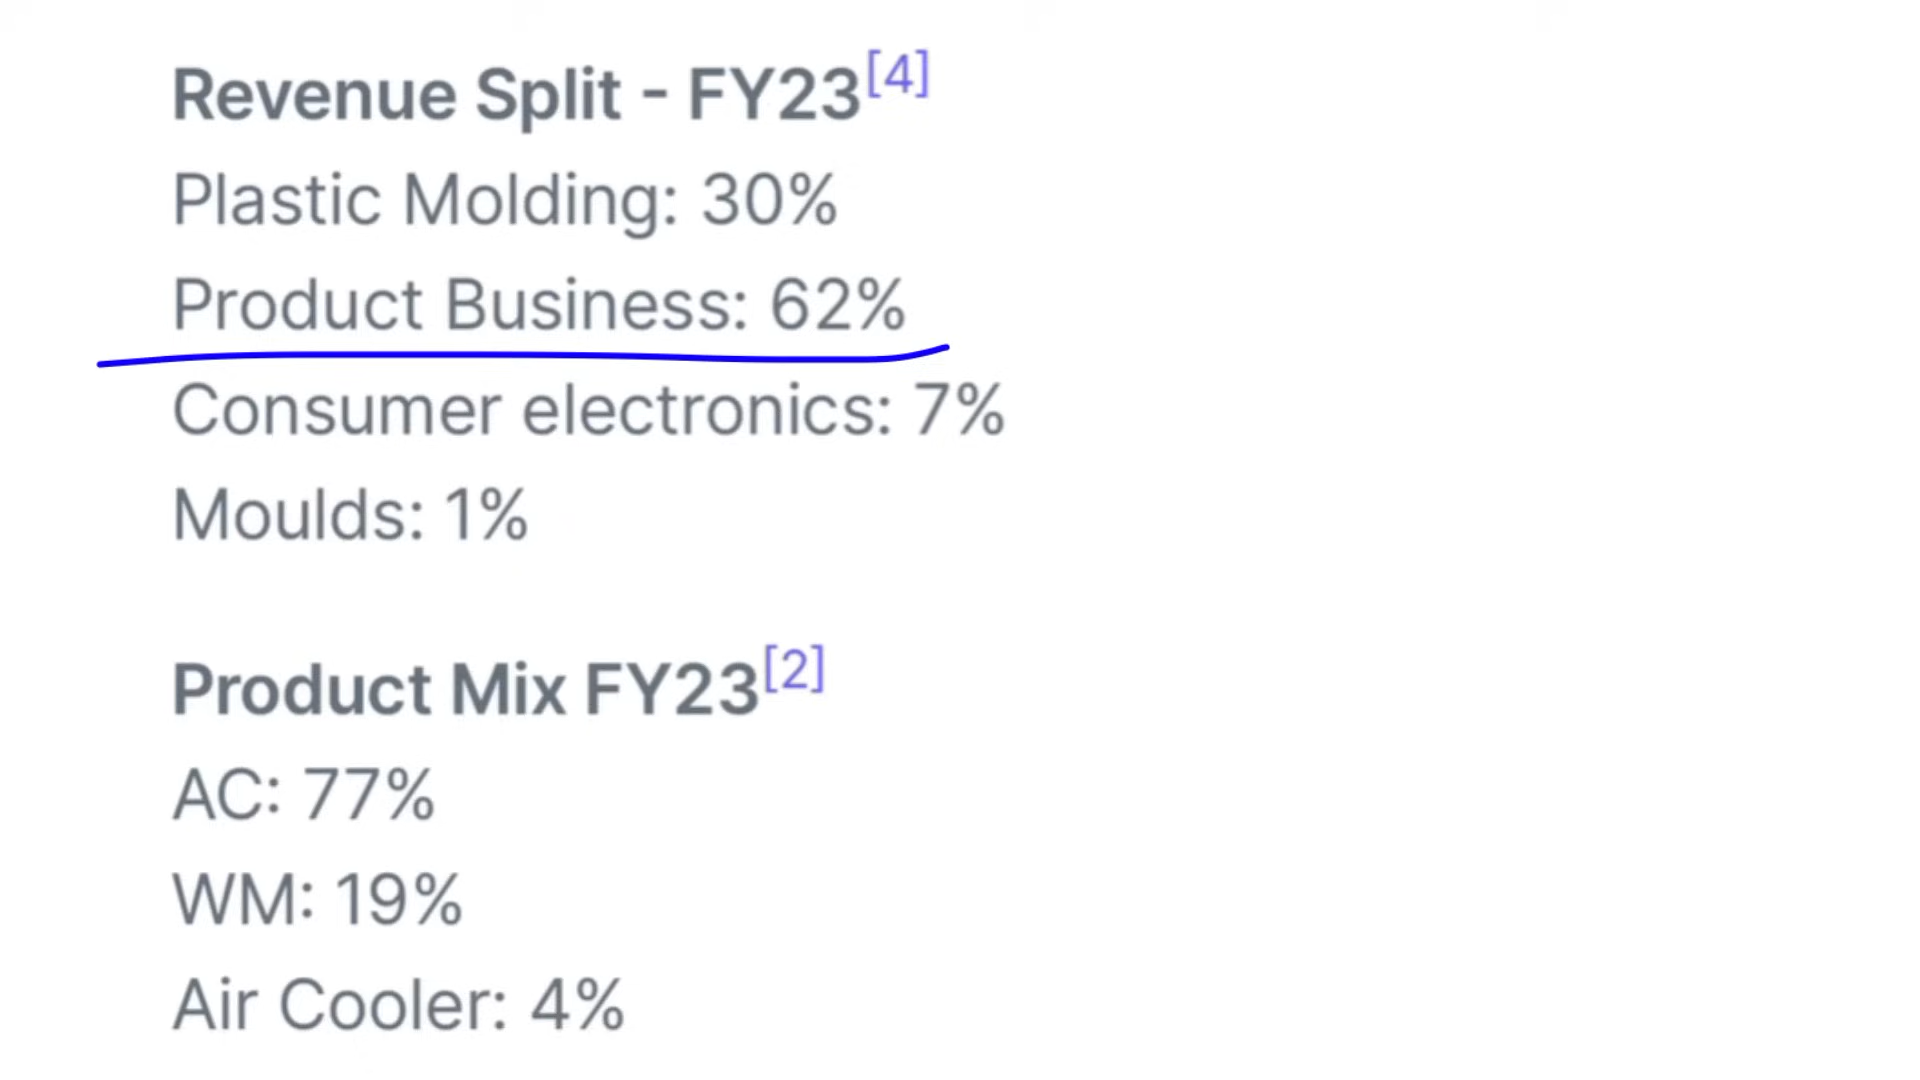 Revenue Split - FY23[4]
Plastic Molding: 30%
Product Business: 62%
Consumer electronics: 7%
Moulds: 1%
Product Mix FY23[2]
AC: 77%
WM: 19%
Air Cooler: 4%